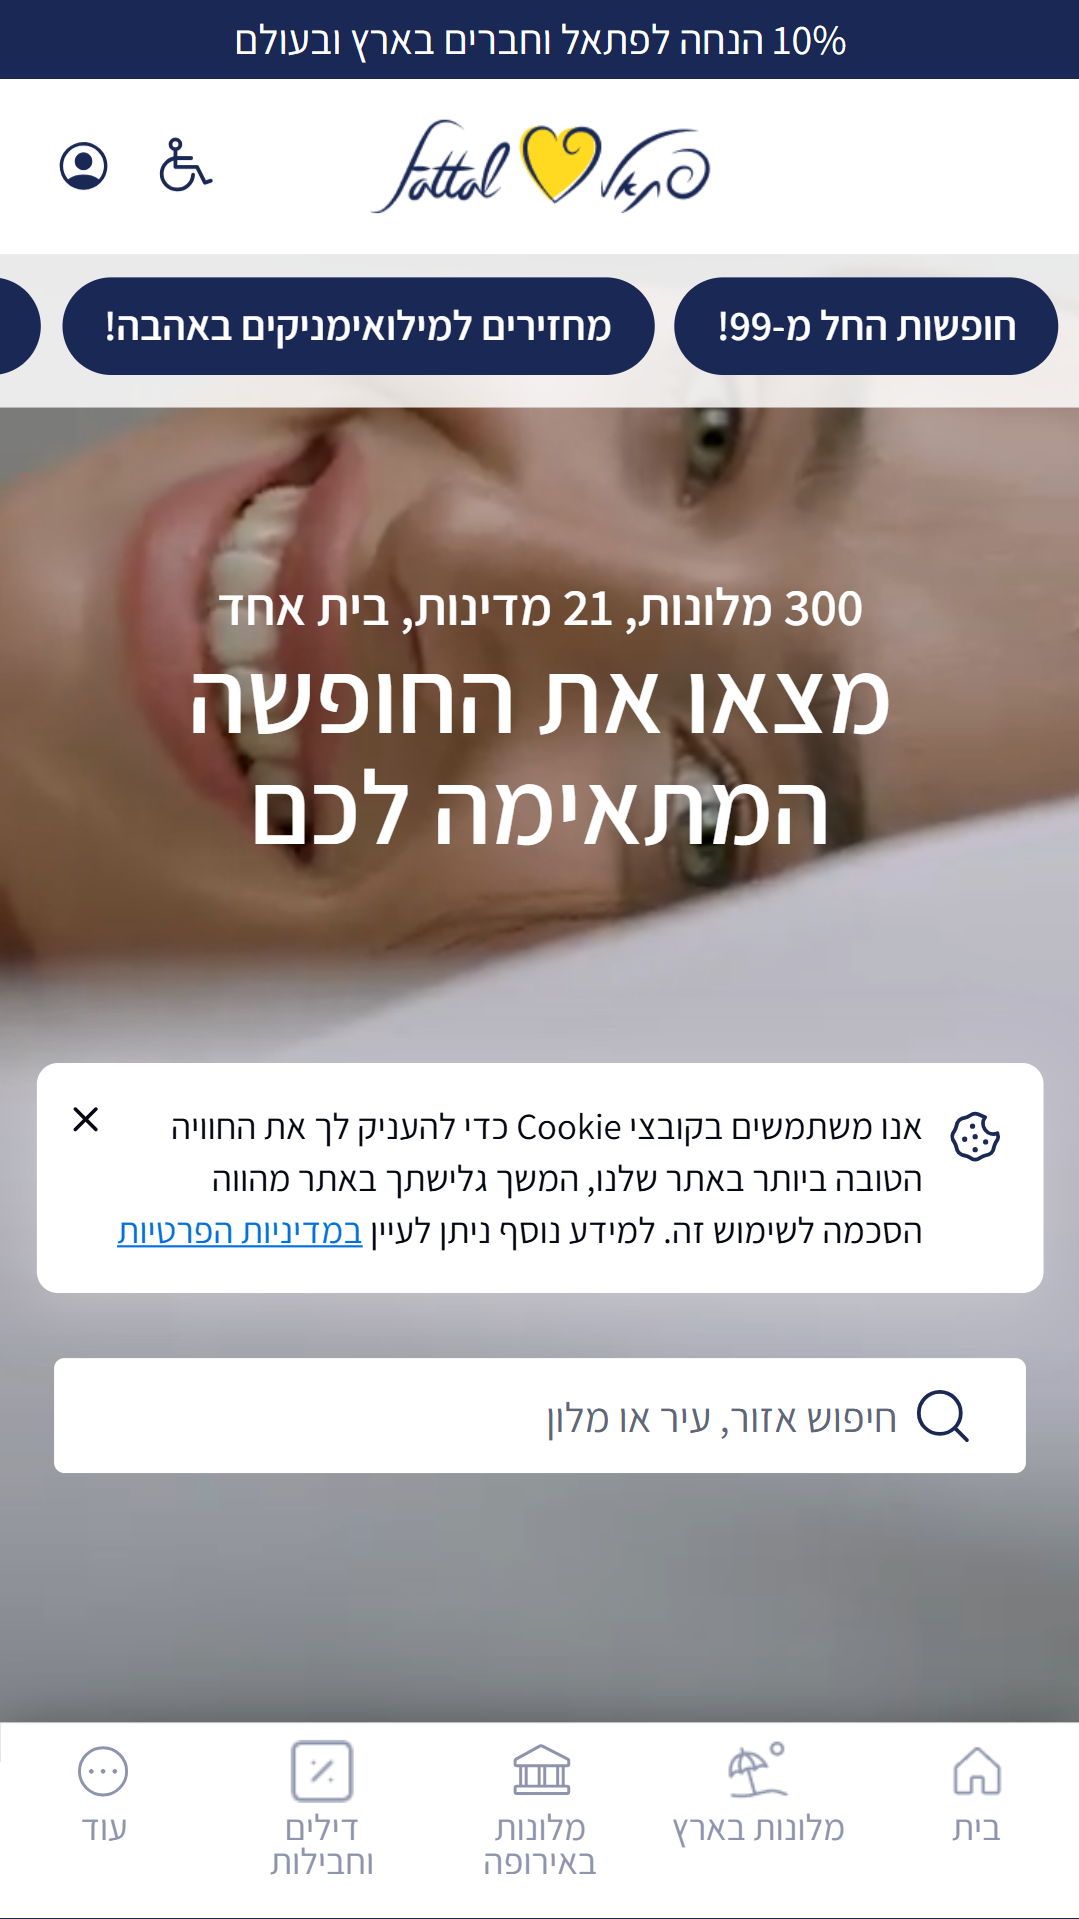 10% הנחה לפתאל וחברים בארץ ובעולם
פתאל Fattal
חופשות החל מ-99!
מחזירים למילואימניקים באהבה!
300 מלונות, 21 מדינות, בית אחד
מצאו את החופשה
המתאימה לכם
אנו משתמשים בקובצי Cookie כדי להעניק לך את החוויה
הטובה ביותר באתר שלנו, המשך גלישתך באתר מהווה
הסכמה לשימוש זה. למידע נוסף ניתן לעיין במדיניות הפרטיות
חיפוש אזור, עיר או מלון
בית
מלונות בארץ
מלונות
באירופה
דילים
וחבילות
עוד